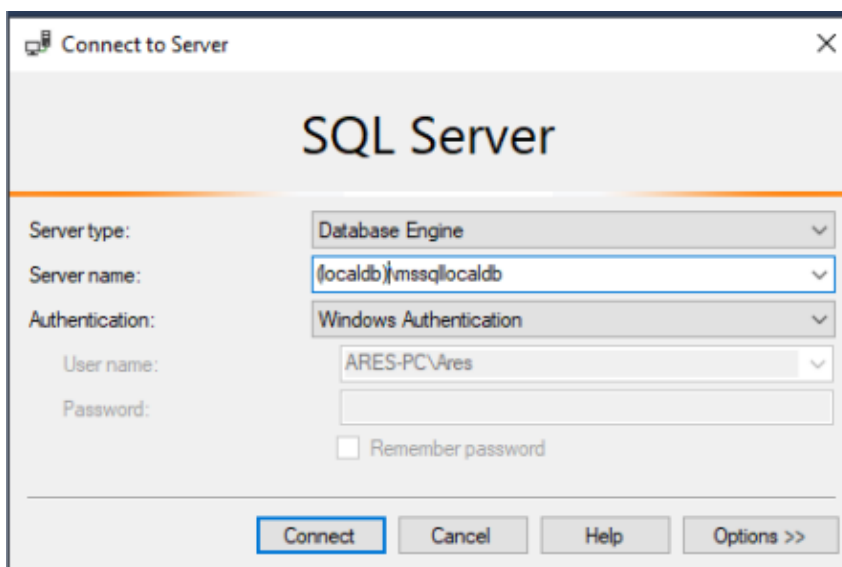 Connect to Server
SQL Server
Server type: Database Engine
Server name: (localdb)\mssqllocaldb
Authentication: Windows Authentication
User name: ARES-PC\Ares
Password:
Remember password
Connect Cancel Help Options >>